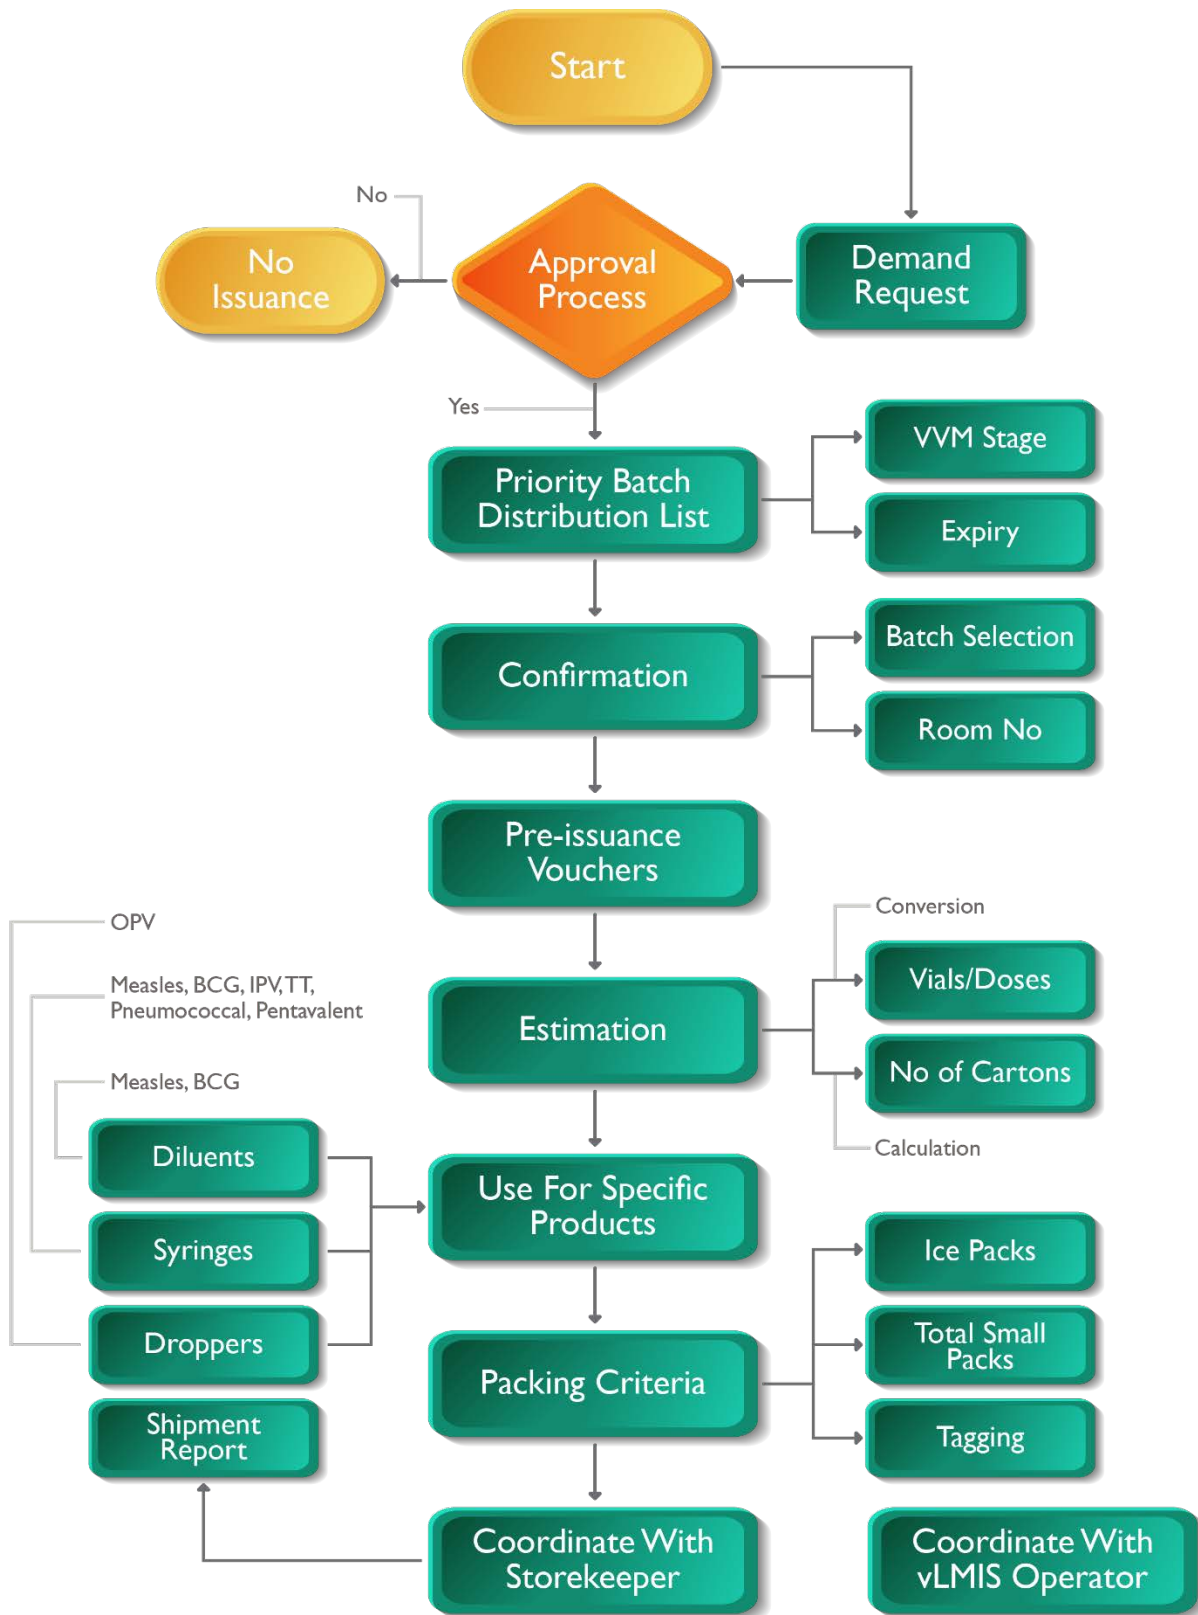 Start
No
No
Issuance
Approval
Process
Demand
Request
Yes
Priority Batch
Distribution List
VVM Stage
Expiry
Confirmation
Batch Selection
Room No
Pre-issuance
Vouchers
OPV
Measles, BCG, IPV, TT,
Pneumococcal, Pentavalent
Measles, BCG
Estimation
Conversion
Vials/Doses
No of Cartons
Calculation
Diluents
Syringes
Droppers
Use For Specific
Products
Ice Packs
Total Small
Packs
Tagging
Packing Criteria
Shipment
Report
Coordinate With
Storekeeper
Coordinate With
vLMIS Operator